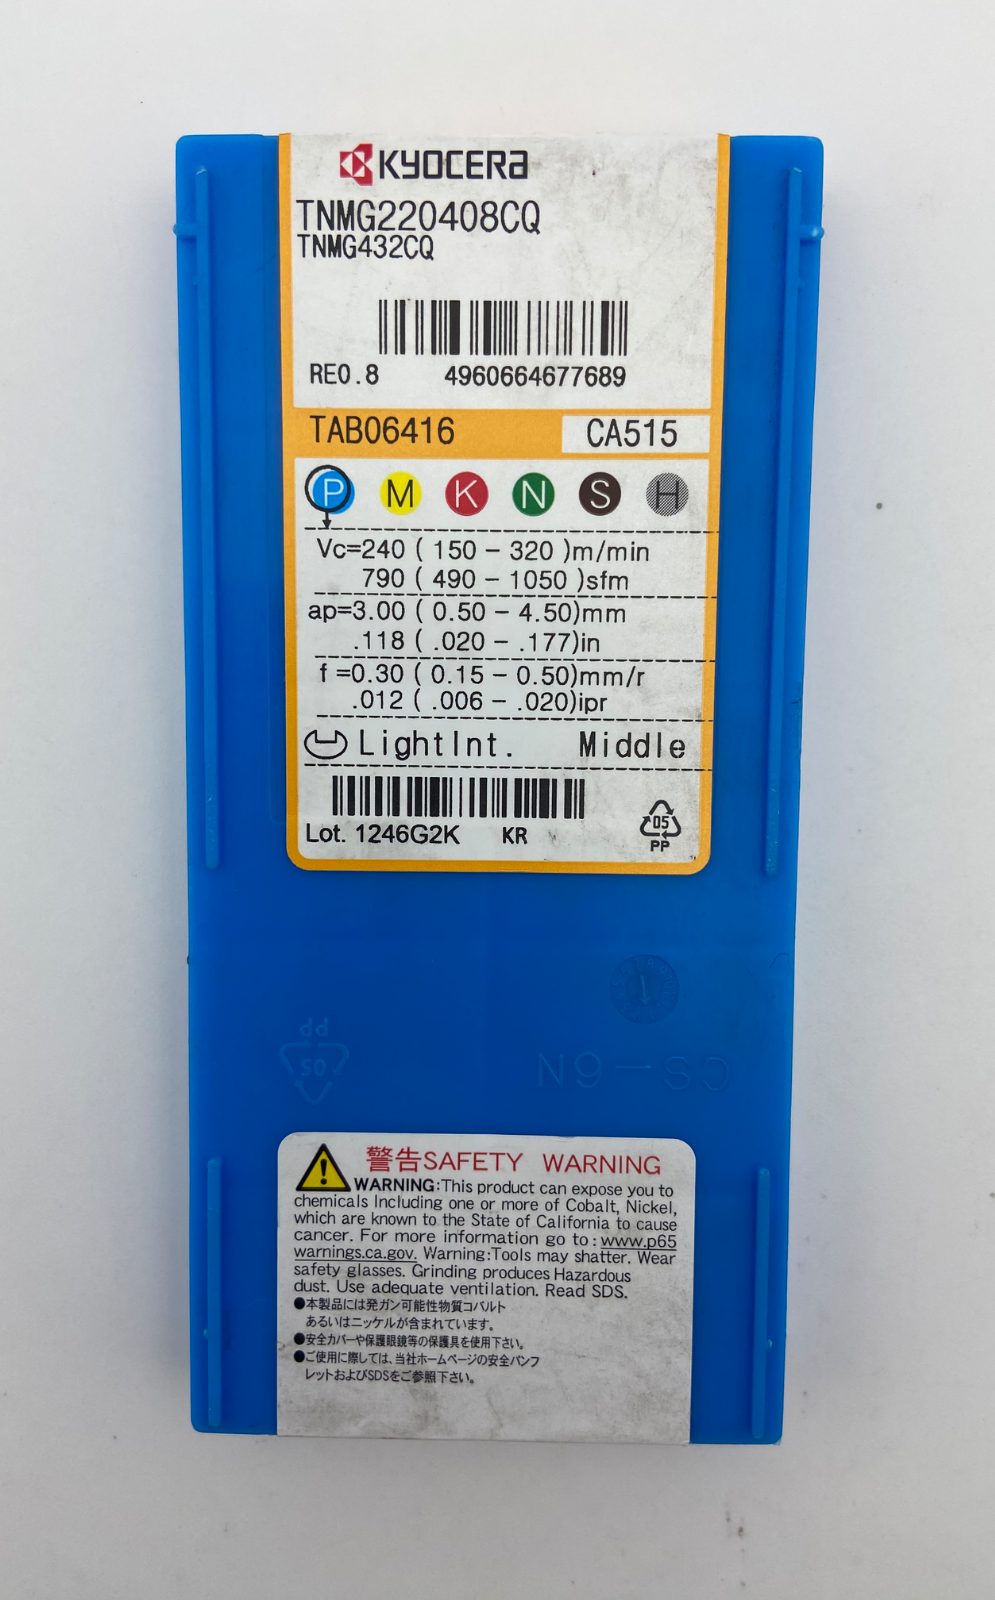 KYOCERA
TNMG220408CQ
TNMG432CQ
RE0.8 4960664677689
TAB06416 CA515
P M K N S H
Vc=240 ( 150 - 320 )m/min
790 ( 490 - 1050 )sfm
ap=3.00 ( 0.50 - 4.50)mm
.118 ( .020 - .177)in
f =0.30 ( 0.15 - 0.50)mm/r
.012 ( .006 - .020)ipr
LightInt. Middle
Lot. 1246G2K KR
05
PP
PP
05
CS-6N
警告SAFETY WARNING
WARNING:This product can expose you to
chemicals Including one or more of Cobalt, Nickel,
which are known to the State of California to cause
cancer. For more information go to : www.p65
warnings.ca.gov. Warning:Tools may shatter. Wear
safety glasses. Grinding produces Hazardous
dust. Use adequate ventilation. Read SDS.
●本製品には発ガン可能性物質コバルト
あるいはニッケルが含まれています。
●安全カバーや保護眼鏡等の保護具を使用下さい。
●ご使用に際しては、当社ホームページの安全パンフ
レットおよびSDSをご参照下さい。